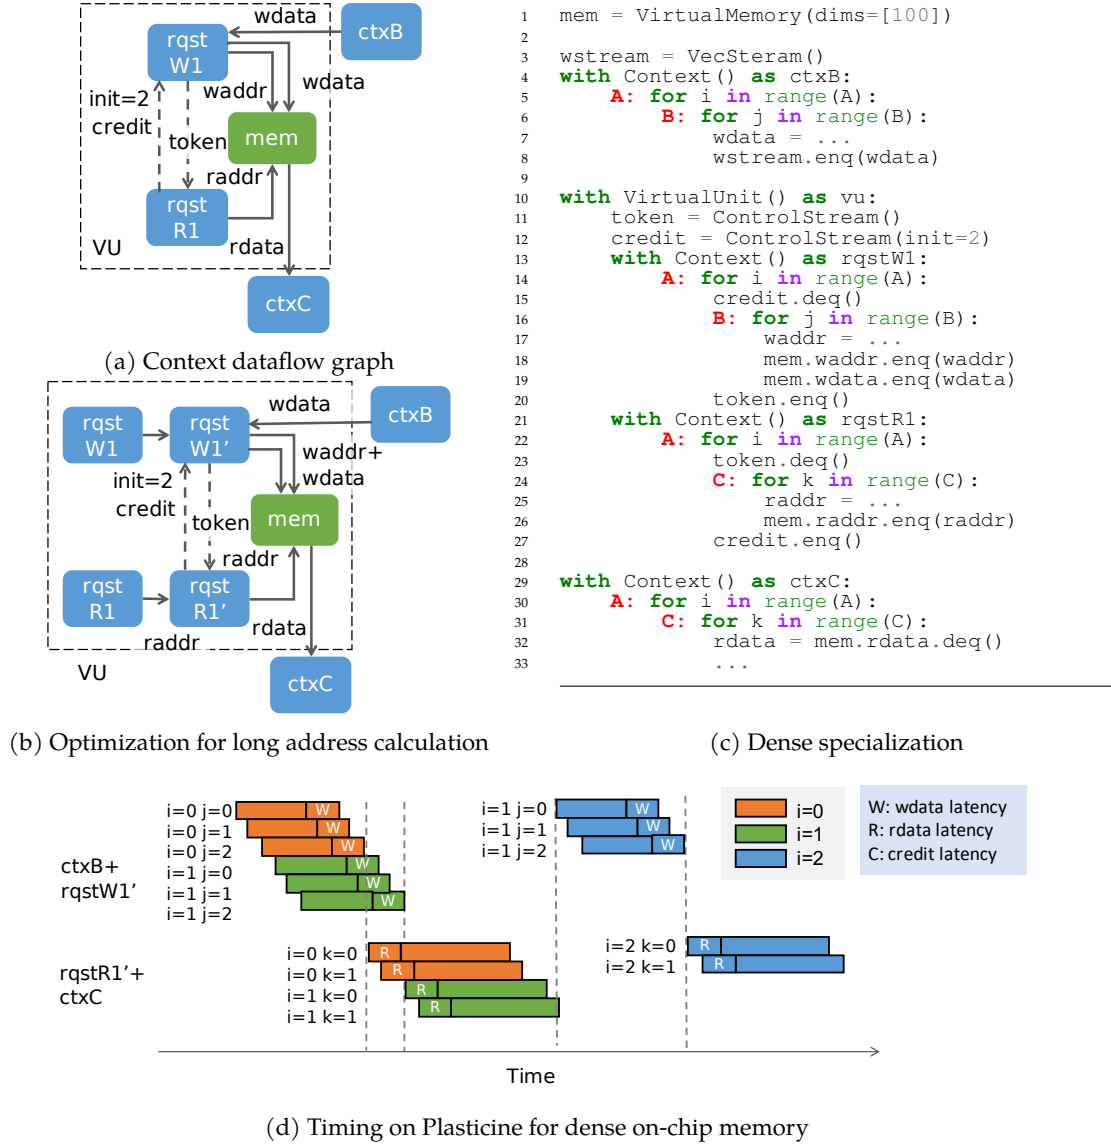 wdata
ctxB
rqst
W1
wdata
waddr
init=2
credit
token
mem
raddr
rqst
R1
VU
rdata
ctxC
(a) Context dataflow graph
wdata
ctxB
rqst
W1
rqst
W1’
waddr+
wdata
init=2
credit
token
mem
raddr
rqst
R1
rqst
R1’
rdata
raddr
VU
ctxC
(b) Optimization for long address calculation
1 mem = VirtualMemory(dims=[100])
2
3 wstream = VecSteram()
4 with Context() as ctxB:
5 A: for i in range(A):
6 B: for j in range(B):
7 wdata = ...
8 wstream.enq(wdata)
9
10 with VirtualUnit() as vu:
11 token = ControlStream()
12 credit = ControlStream(init=2)
13 with Context() as rqstW1:
14 A: for i in range(A):
15 credit.deq()
16 B: for j in range(B):
17 waddr = ...
18 mem.waddr.enq(waddr)
19 mem.wdata.enq(wdata)
20 token.enq()
21 with Context() as rqstR1:
22 A: for i in range(A):
23 token.deq()
24 C: for k in range(C):
25 raddr = ...
26 mem.raddr.enq(raddr)
27 credit.enq()
28
29 with Context() as ctxC:
30 A: for i in range(A):
31 C: for k in range(C):
32 rdata = mem.rdata.deq()
33 ...
(c) Dense specialization
i=0 j=0 W
i=0 j=1 W
i=0 j=2 W
i=1 j=0 W
i=1 j=1 W
i=1 j=2 W
ctxB+
rqstW1’
i=1 j=0 W
i=1 j=1 W
i=1 j=2 W
i=0
i=1
i=2
W: wdata latency
R: rdata latency
C: credit latency
rqstR1’+
ctxC
i=0 k=0 R
i=0 k=1 R
i=1 k=0 R
i=1 k=1 R
i=2 k=0 R
i=2 k=1 R
Time
(d) Timing on Plasticine for dense on-chip memory